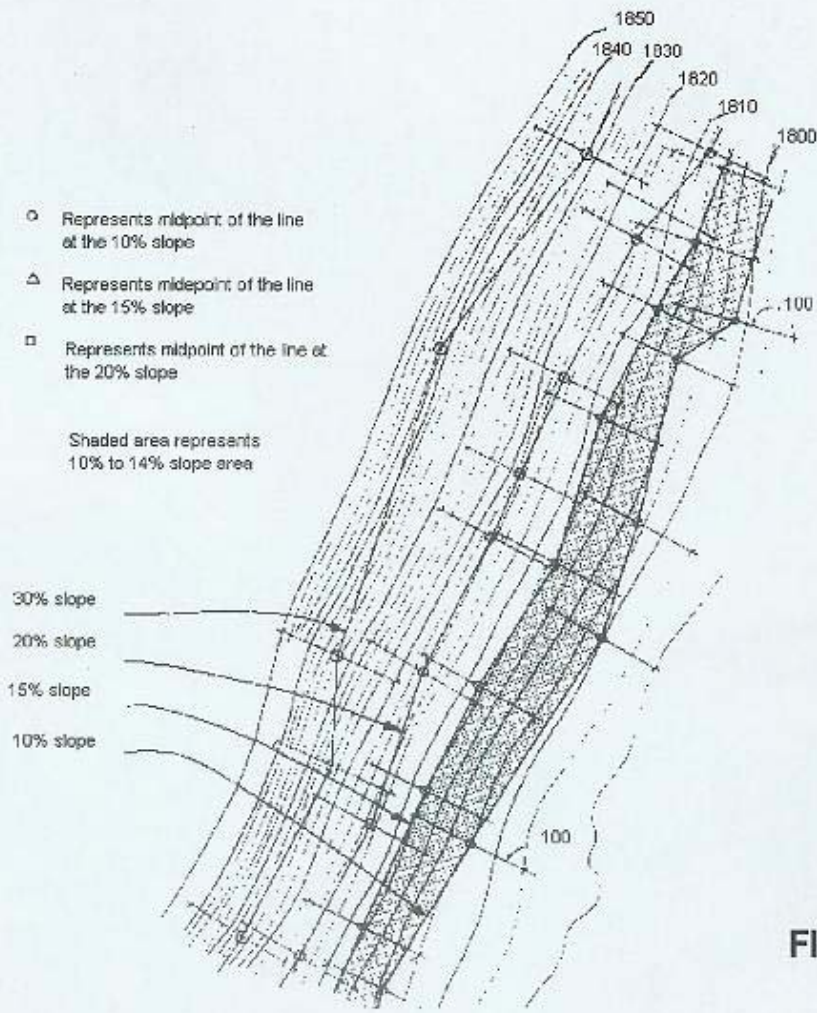 1850
1840
1830
1820
1810
1800
Represents midpoint of the line
at the 10% slope
Represents midepoint of the line
at the 15% slope
Represents midpoint of the line at
the 20% slope
100
Shaded area represents
10% to 14% slope area
30% slope
20% slope
15% slope
10% slope
100
FI